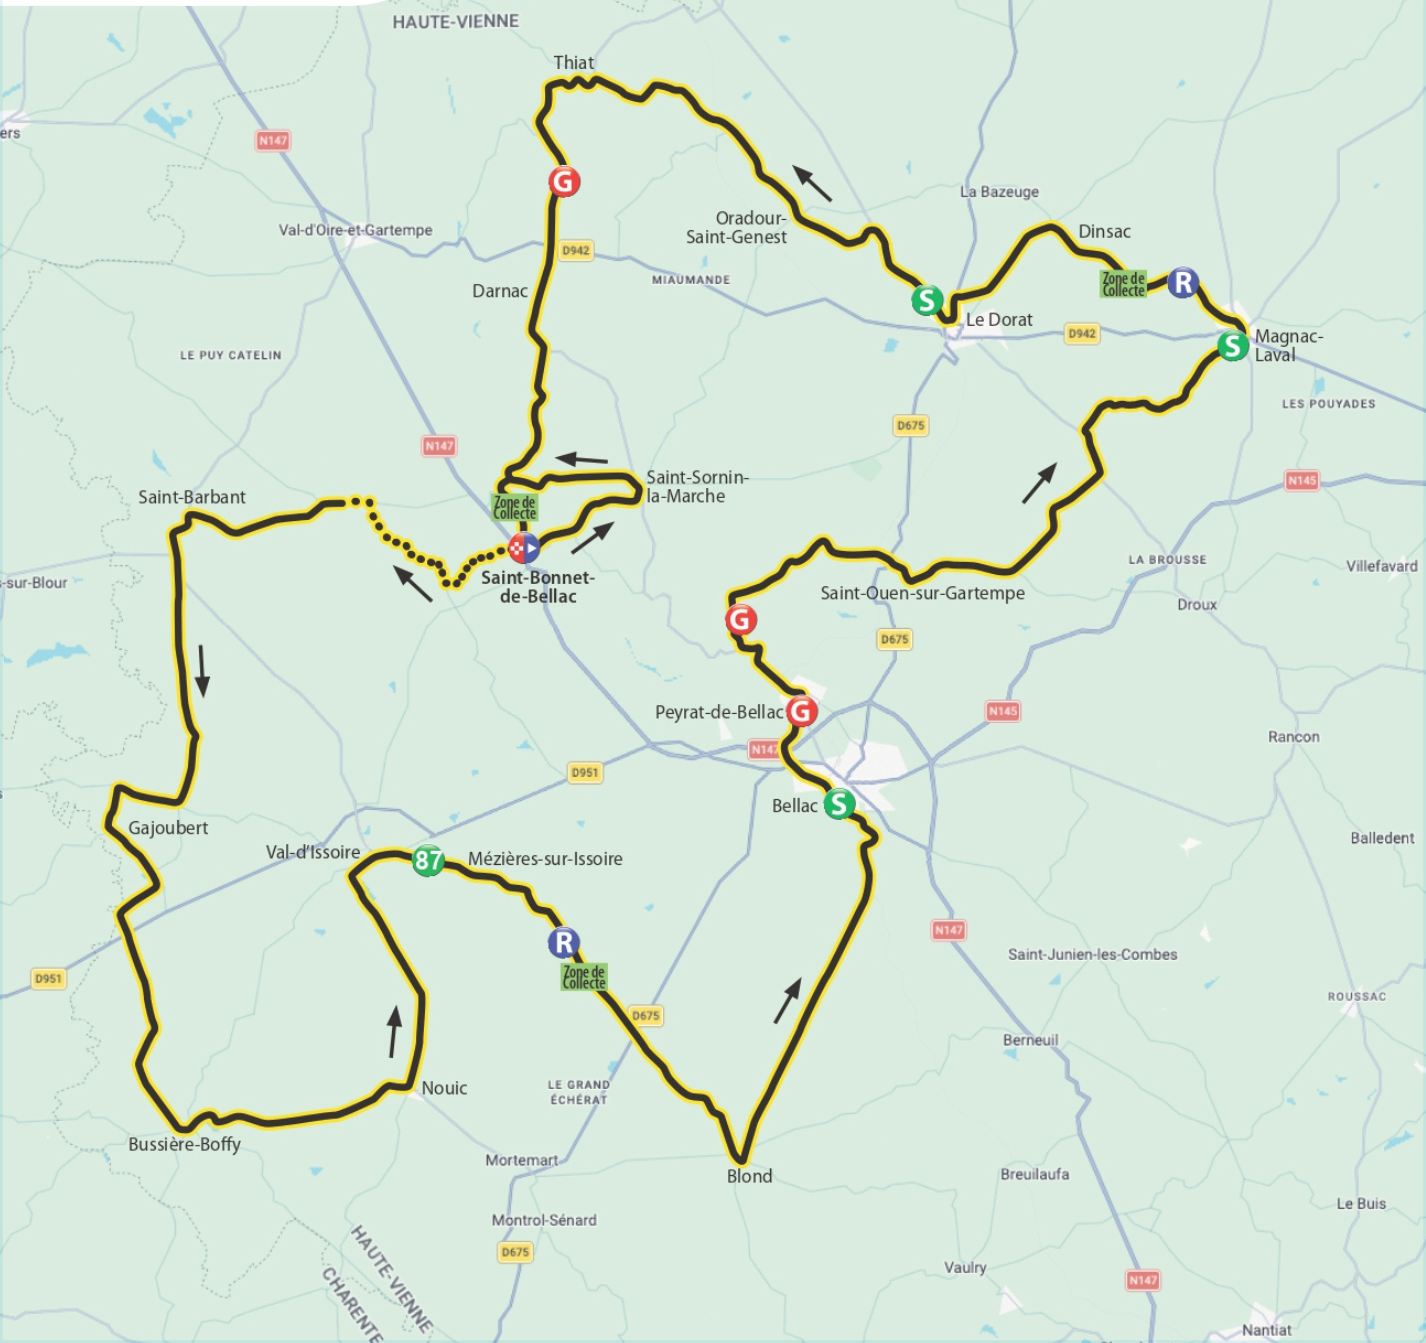 HAUTE-VIENNE
Thiat
ers
N147
G
La Bazeuge
Val-d'Oire-et-Gartempe
Oradour-
Saint-Genest
Dinsac
D942
MIAUMANDE
Zone de
Collecte
R
Darnac
S
Le Dorat
D942
Magnac-
Laval
S
LE PUY CATELIN
LES POUYADES
D675
N147
Saint-Sornin-
la-Marche
N145
Saint-Barbant
Zone de
Collecte
s-sur-Blour
Saint-Bonnet-
de-Bellac
LA BROUSSE
Villefavard
Saint-Ouen-sur-Gartempe
Droux
G
D675
Peyrat-de-Bellac
G
N145
Rancon
N147
D951
Bellac
S
Gajoubert
Balledent
Val-d'Issoire
87
Mézières-sur-Issoire
R
N147
Saint-Junien-les-Combes
D951
Zone de
Collecte
ROUSSAC
D675
Berneuil
Nouic
LE GRAND
ÉCHÉRAT
Bussière-Boffy
Mortemart
Blond
Breuilaufa
Le Buis
Montrol-Sénard
D675
HAUTE-VIENNE
CHARENTE
Vaulry
N147
Nantiat